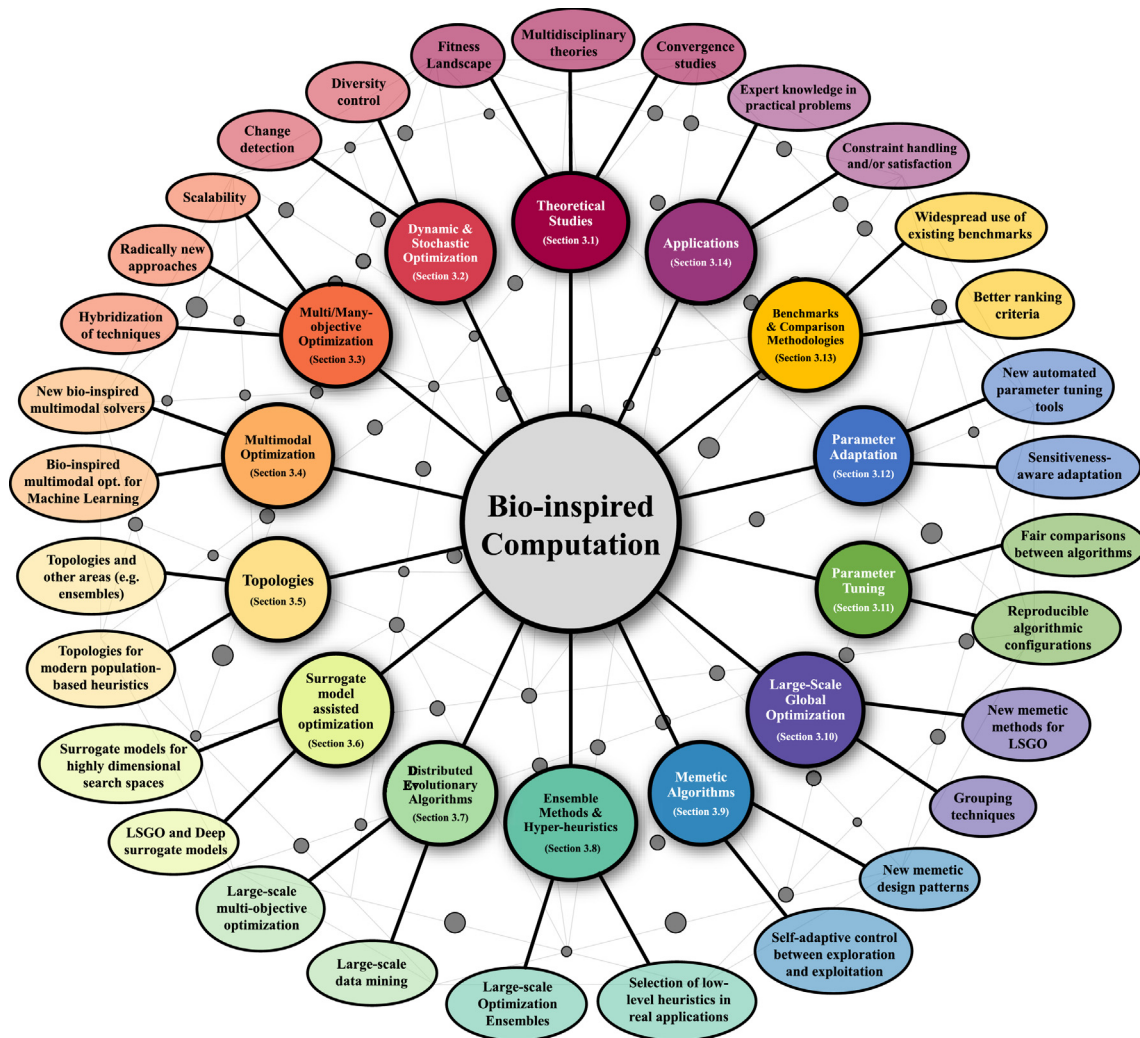 Bio-inspired
Computation
Theoretical
Studies
(Section 3.1)
Fitness
Landscape
Multidisciplinary
theories
Convergence
studies
Dynamic &
Stochastic
Optimization
(Section 3.2)
Diversity
control
Change
detection
Multi/Many-
objective
Optimization
(Section 3.3)
Scalability
Radically new
approaches
Hybridization
of techniques
Multimodal
Optimization
(Section 3.4)
New bio-inspired
multimodal solvers
Bio-inspired
multimodal opt. for
Machine Learning
Topologies
(Section 3.5)
Topologies and
other areas (e.g.
ensembles)
Topologies for
modern population-
based heuristics
Surrogate
model
assisted
optimization
(Section 3.6)
Surrogate models for
highly dimensional
search spaces
LSGO and Deep
surrogate models
Distributed
Evolutionary
Algorithms
(Section 3.7)
Large-scale
multi-objective
optimization
Large-scale
data mining
Ensemble
Methods &
Hyper-heuristics
(Section 3.8)
Large-scale
Optimization
Ensembles
Selection of low-
level heuristics in
real applications
Memetic
Algorithms
(Section 3.9)
Self-adaptive control
between exploration
and exploitation
New memetic
design patterns
Large-Scale
Global
Optimization
(Section 3.10)
Grouping
techniques
New memetic
methods for
LSGO
Parameter
Tuning
(Section 3.11)
Reproducible
algorithmic
configurations
Fair comparisons
between algorithms
Parameter
Adaptation
(Section 3.12)
Sensitiveness-
aware adaptation
New automated
parameter tuning
tools
Benchmarks
& Comparison
Methodologies
(Section 3.13)
Better ranking
criteria
Widespread use of
existing benchmarks
Applications
(Section 3.14)
Constraint handling
and/or satisfaction
Expert knowledge in
practical problems